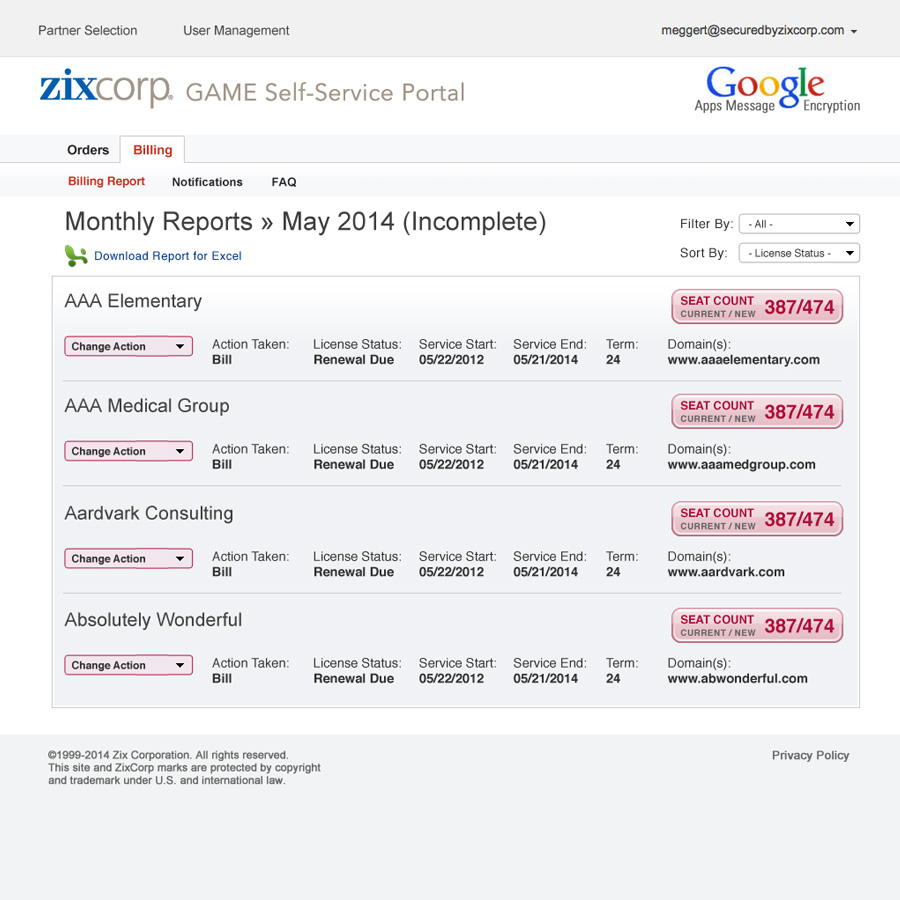 Partner Selection User Management meggert@securedbyzixcorp.com
zixcorp® GAME Self-Service Portal
Google
Apps Message Encryption
Orders Billing
Billing Report Notifications FAQ
Monthly Reports » May 2014 (Incomplete)
Filter By: - All -
Download Report for Excel
Sort By: - License Status -
AAA Elementary
SEAT COUNT 387/474
CURRENT / NEW
Change Action
Action Taken: License Status: Service Start: Service End: Term: Domain(s):
Bill Renewal Due 05/22/2012 05/21/2014 24 www.aaaelementary.com
AAA Medical Group
SEAT COUNT 387/474
CURRENT / NEW
Change Action
Action Taken: License Status: Service Start: Service End: Term: Domain(s):
Bill Renewal Due 05/22/2012 05/21/2014 24 www.aaamedgroup.com
Aardvark Consulting
SEAT COUNT 387/474
CURRENT / NEW
Change Action
Action Taken: License Status: Service Start: Service End: Term: Domain(s):
Bill Renewal Due 05/22/2012 05/21/2014 24 www.aardvark.com
Absolutely Wonderful
SEAT COUNT 387/474
CURRENT / NEW
Change Action
Action Taken: License Status: Service Start: Service End: Term: Domain(s):
Bill Renewal Due 05/22/2012 05/21/2014 24 www.abwonderful.com
©1999-2014 Zix Corporation. All rights reserved. Privacy Policy
This site and ZixCorp marks are protected by copyright
and trademark under U.S. and international law.